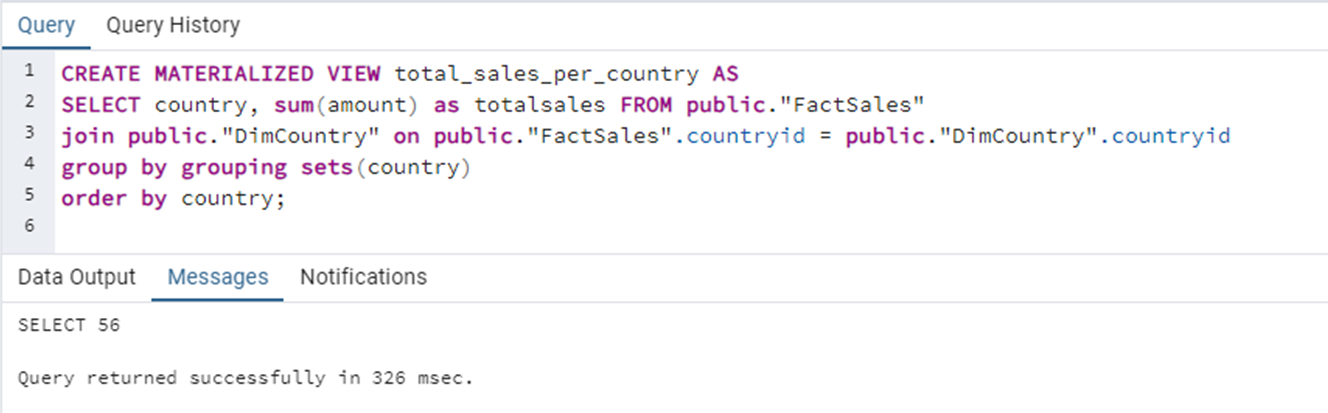 Query Query History
1 CREATE MATERIALIZED VIEW total_sales_per_country AS
2 SELECT country, sum(amount) as totalsales FROM public."FactSales"
3 join public."DimCountry" on public."FactSales".countryid = public."DimCountry".countryid
4 group by grouping sets(country)
5 order by country;
6
Data Output Messages Notifications
SELECT 56
Query returned successfully in 326 msec.